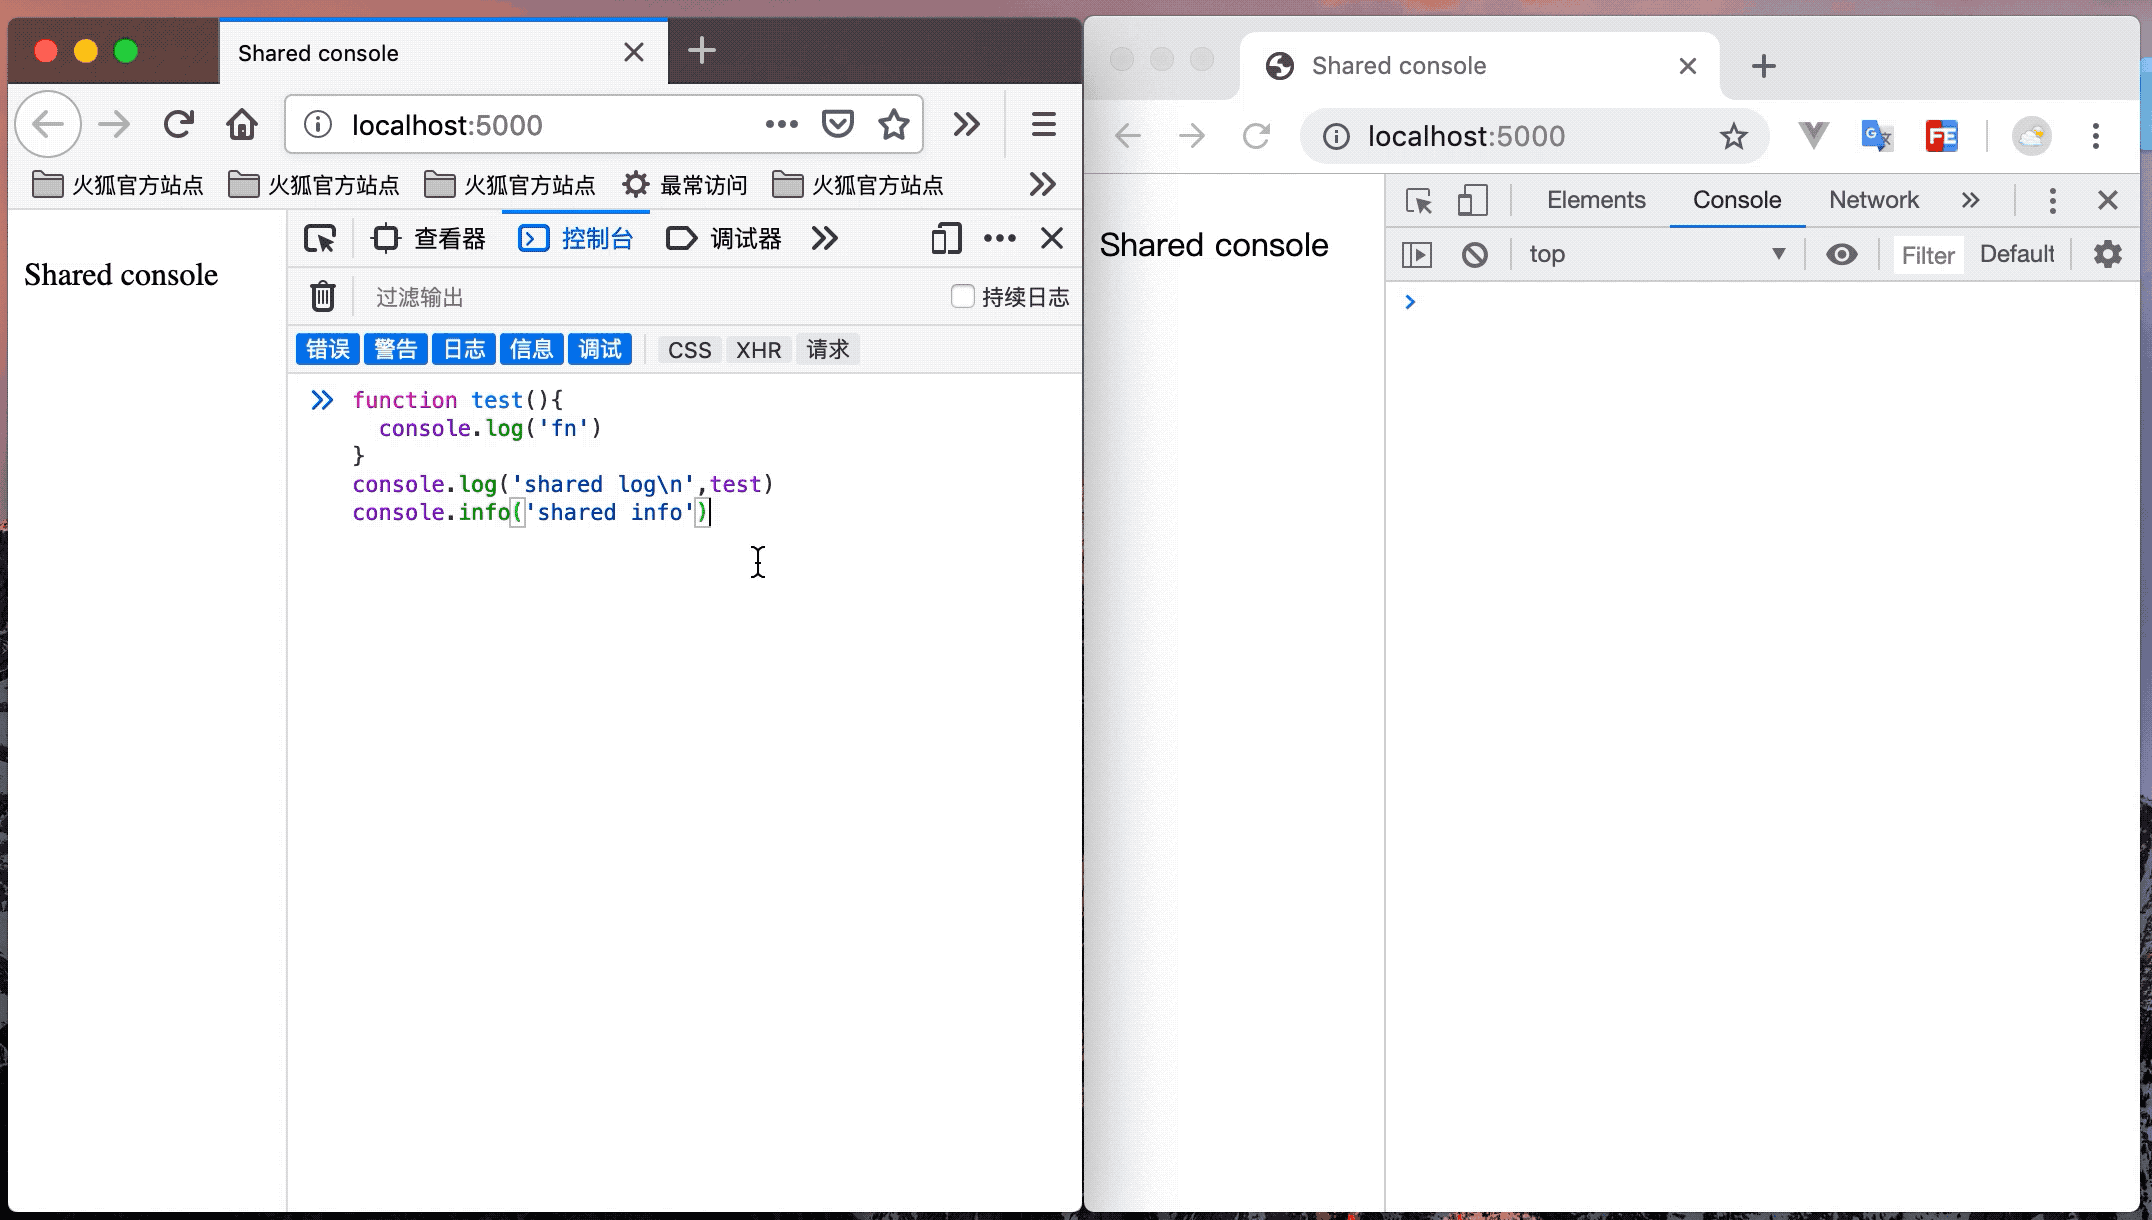 Shared console
localhost:5000
火狐官方站点 火狐官方站点 火狐官方站点 最常访问 火狐官方站点
Shared console
查看器 控制台 调试器
过滤输出 持续日志
错误 警告 日志 信息 调试 CSS XHR 请求
function test(){
console.log('fn')
}
console.log('shared log\n',test)
console.info('shared info')
Shared console
localhost:5000
G
FE
Shared console
Elements Console Network
top Filter Default